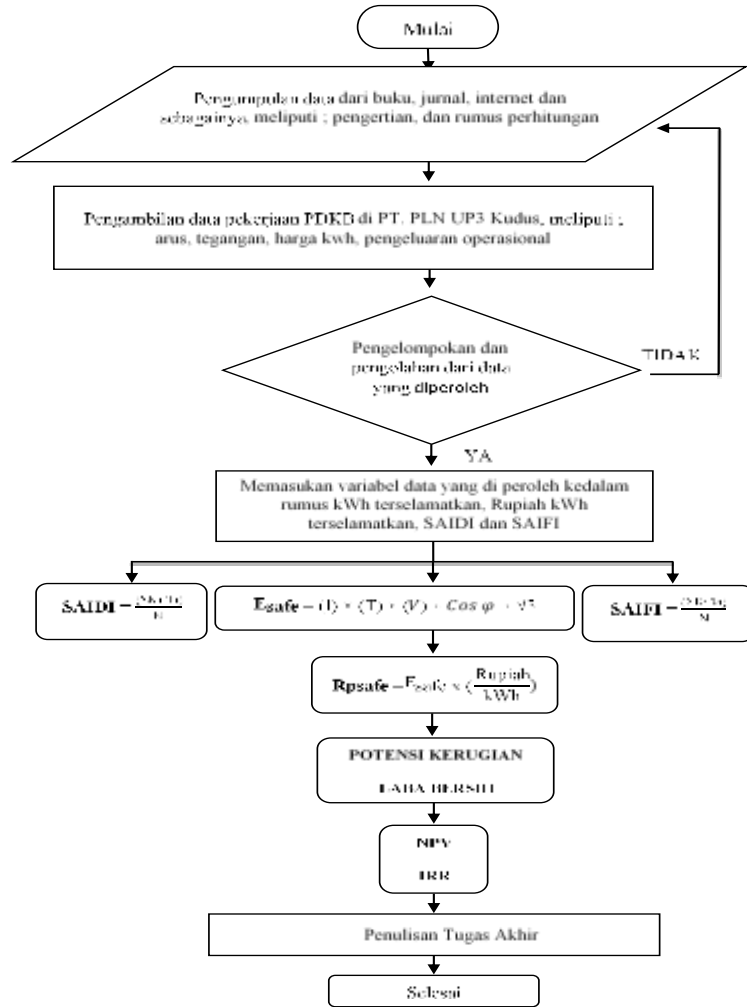 Mulai
Pengumpulan data dari buku, jurnal, internet dan
sebagainya, meliputi ; pengertian, dan rumus perhitungan
Pengambilan data pekerjaan PDKB di PT. PLN UP3 Kudus, meliputi ;
arus, tegangan, harga kwh, pengeluaran operasional
Pengelompokan dan
pengelahan dari data
yang diperoleh
TIDAK
YA
Memasukan variabel data yang di peroleh kedalam
rumus kWh terselamatkan, Rupiah kWh
terselamatkan, SAIDI dan SAIFI
SAIDI =
Esafe = (I) × (T) × (V) × Cos φ × √3
SAIFI =
Rpsafe = Esafe × (Rupiah/kWh)
POTENSI KERUGIAN
LABA BERSIH
NPV
IRR
Penulisan Tugas Akhir
Selesai